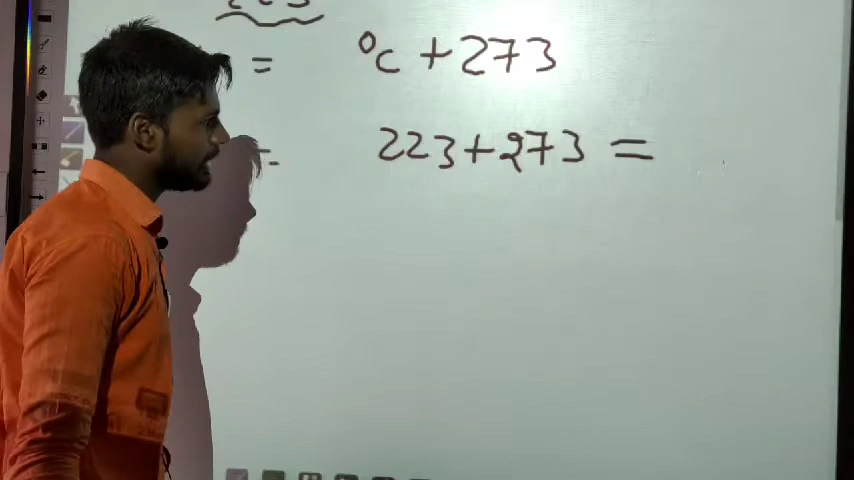 = °c + 273
223 + 273 =